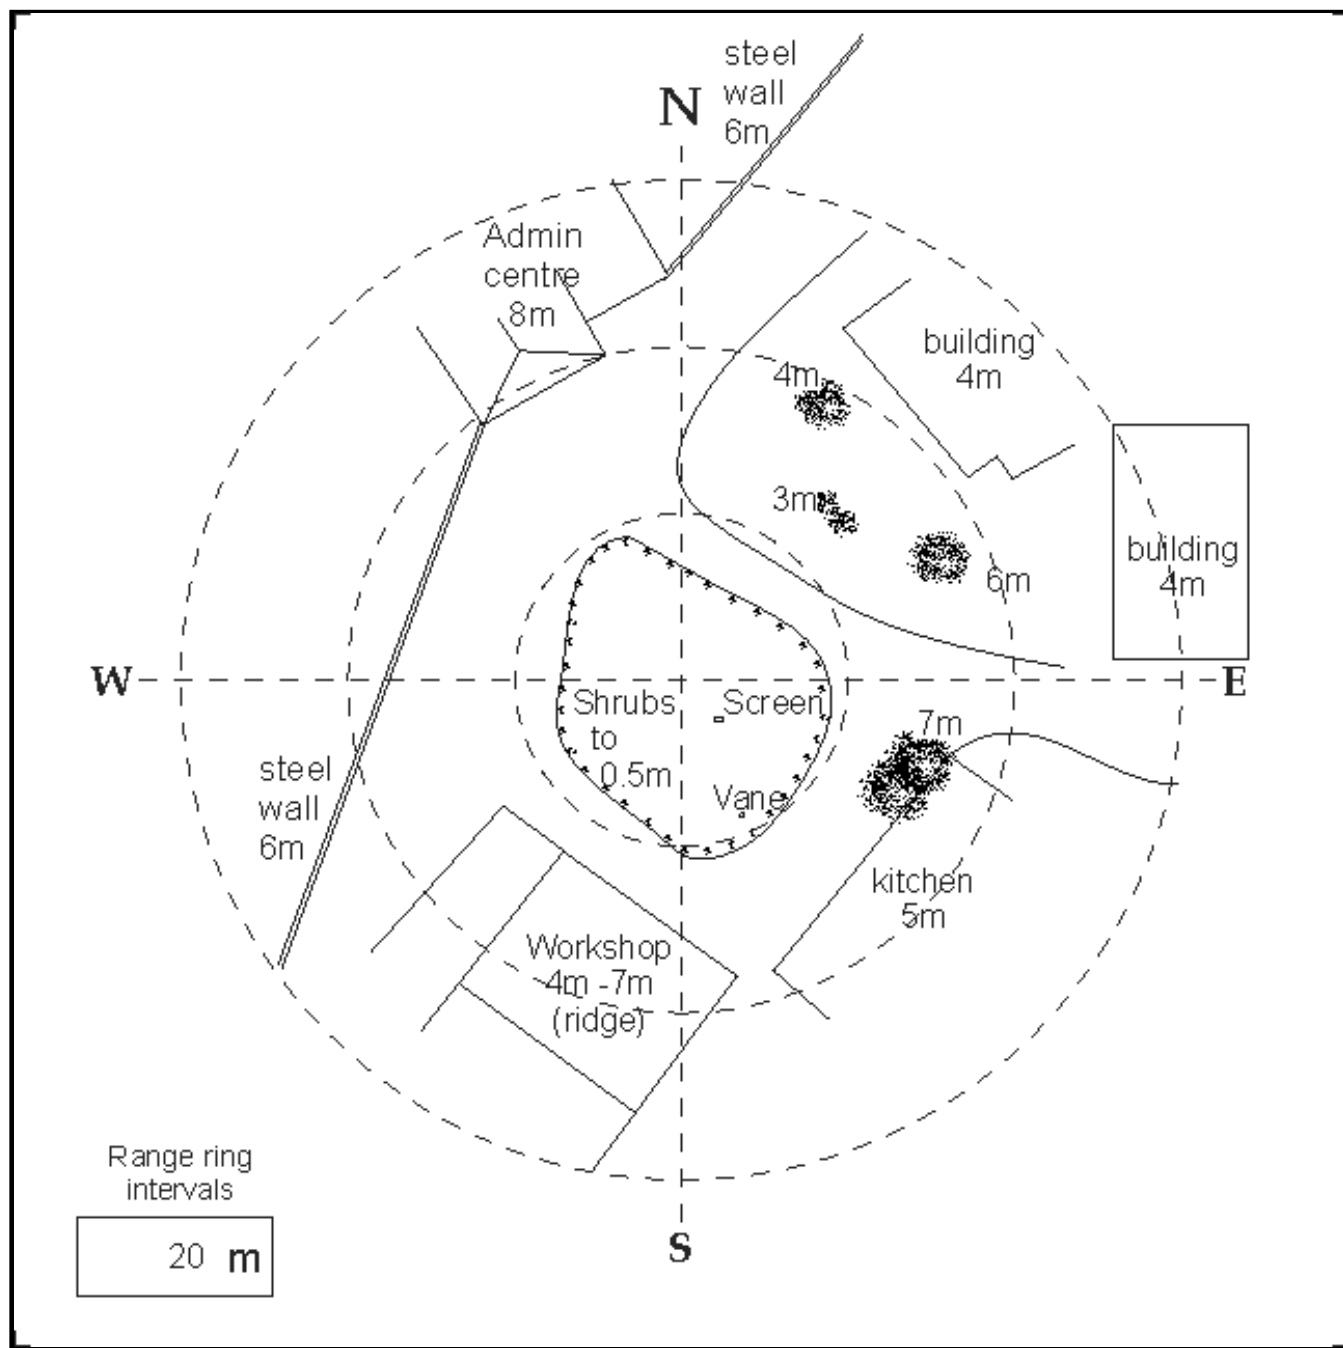 steel
wall
6m
N
Admin
centre
8m
building
4m
4m
3m
6m
building
4m
W
E
Shrubs
to
0.5m
Screen
7m
Vane
steel
wall
6m
kitchen
5m
Workshop
4m -7m
(ridge)
Range ring
intervals
20 m
S